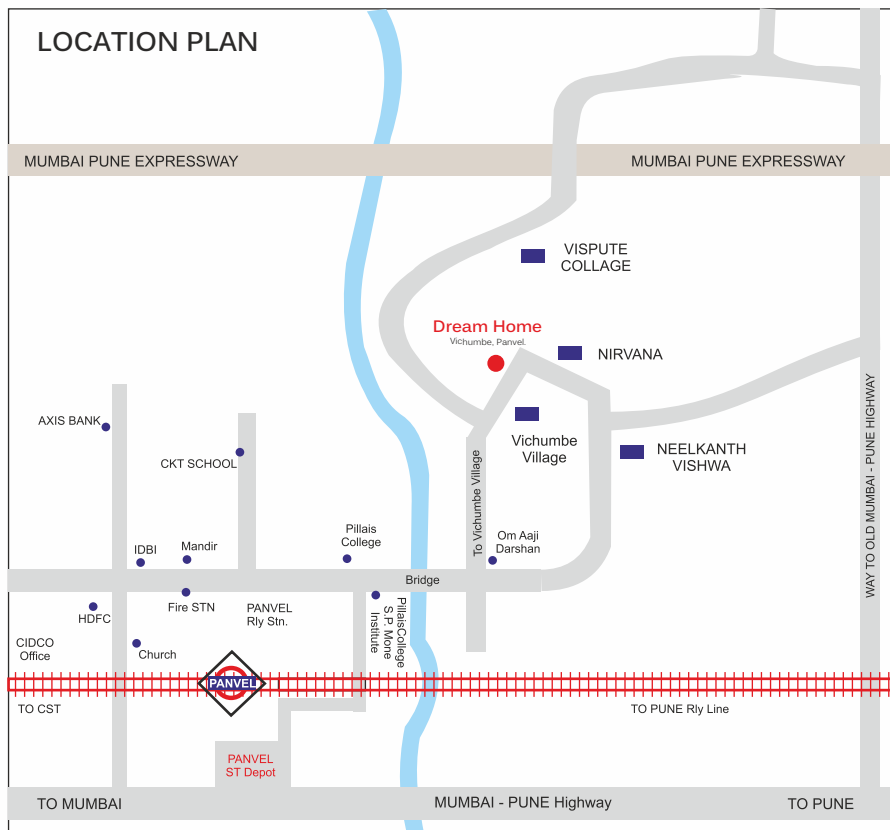 LOCATION PLAN
MUMBAI PUNE EXPRESSWAY
MUMBAI PUNE EXPRESSWAY
VISPUTE
COLLAGE
Dream Home
Vichumbe, Panvel.
NIRVANA
AXIS BANK
CKT SCHOOL
Vichumbe
Village
NEELKANTH
VISHWA
To Vichumbe Village
WAY TO OLD MUMBAI - PUNE HIGHWAY
IDBI
Mandir
Pillais
College
Om Aaji
Darshan
Bridge
HDFC
Fire STN
PANVEL
Rly Stn.
PillaisCollege
S.P. Mone
Institute
CIDCO
Office
Church
PANVEL
TO CST
TO PUNE Rly Line
PANVEL
ST Depot
TO MUMBAI
MUMBAI - PUNE Highway
TO PUNE